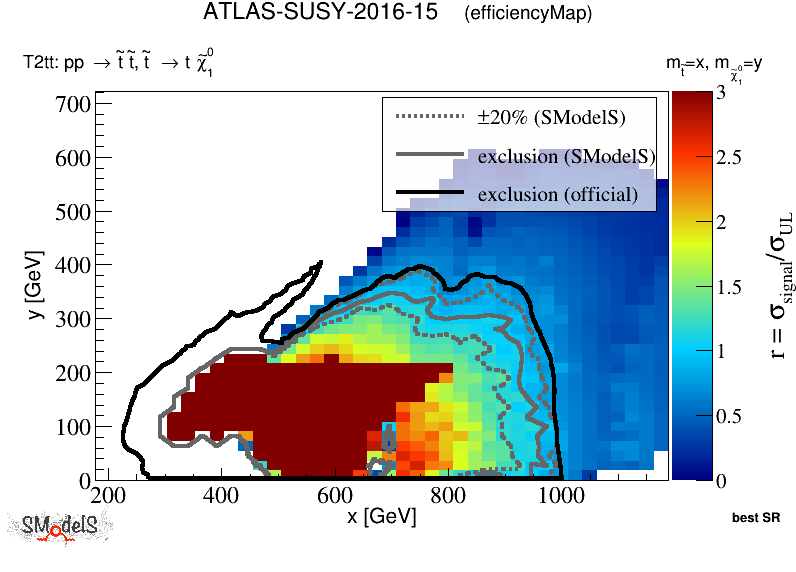 ATLAS-SUSY-2016-15 (efficiencyMap)
T2tt: pp → t̃ t̃, t̃ → t χ̃⁰₁
m_t̃=x, m_χ̃⁰₁=y
±20% (SModelS)
exclusion (SModelS)
exclusion (official)
700
600
500
400
300
200
100
0
y [GeV]
200 400 600 800 1000
x [GeV]
3
2.5
2
1.5
1
0.5
0
r = σ_signal/σ_UL
SModelS
best SR